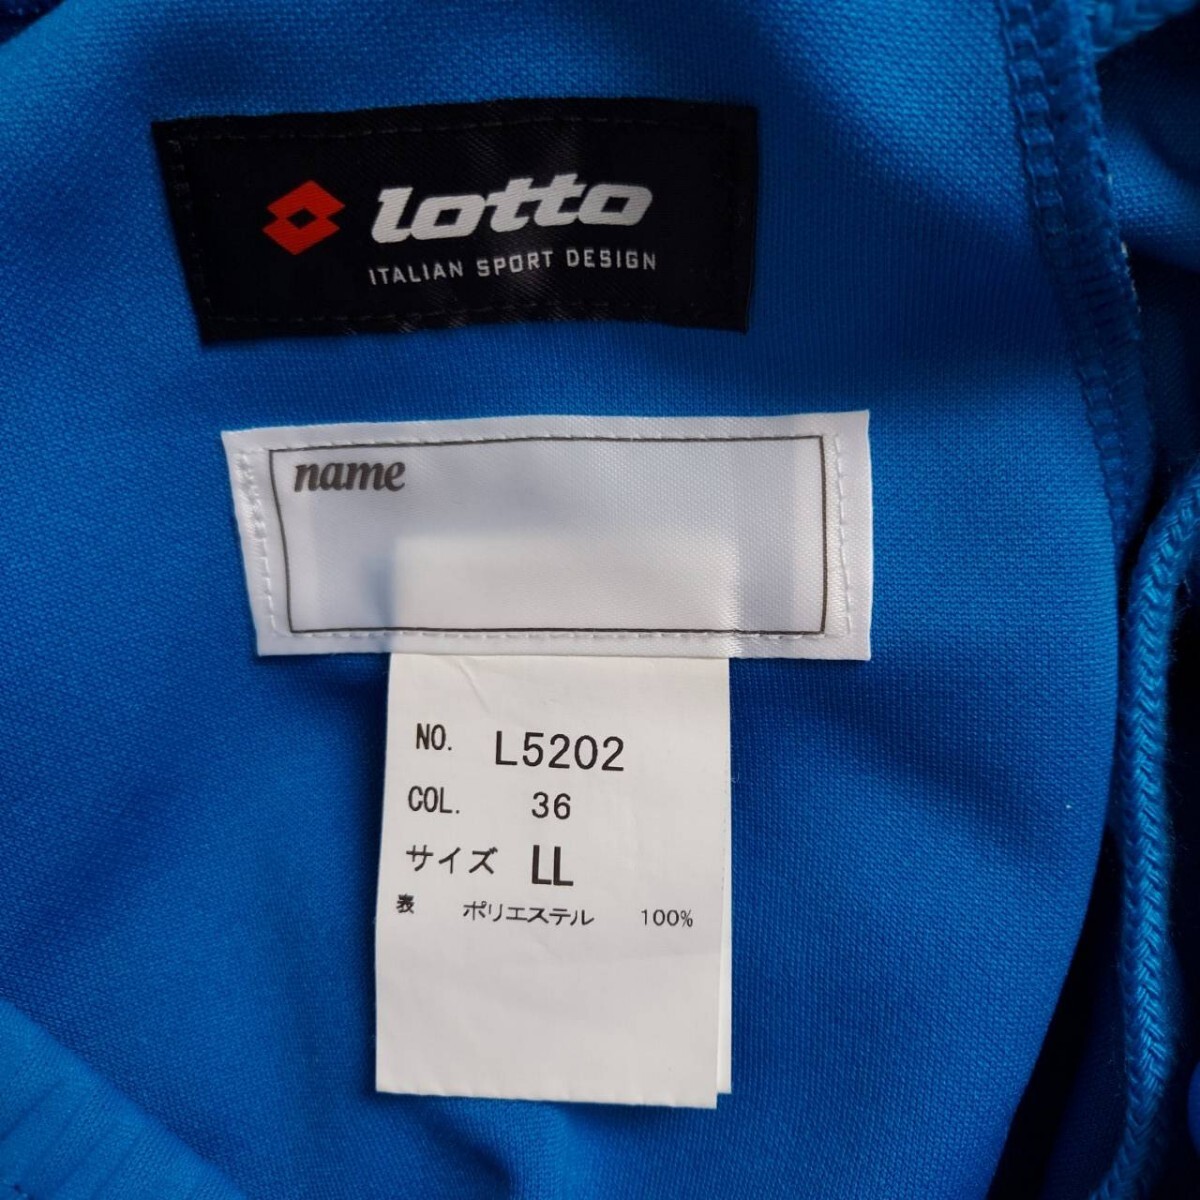 lotto
ITALIAN SPORT DESIGN
name
NO. L5202
COL. 36
サイズ LL
表 ポリエステル 100%